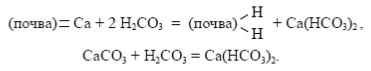 (почва)=Ca + 2 H₂CO₃ = (почва)<H H + Ca(HCO₃)₂,
CaCO₃ + H₂CO₃ = Ca(HCO₃)₂.